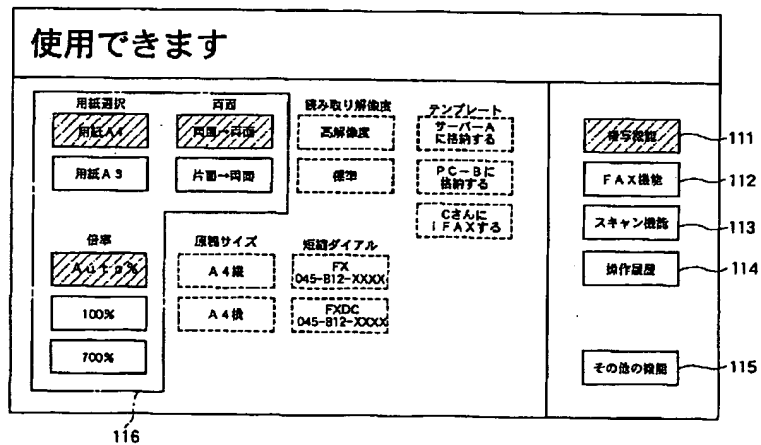 使用できます
用紙選択
用紙A4
用紙A3
両面
両面→両面
片面→両面
読み取り解像度
高解像度
標準
テンプレート
サーバーA
に格納する
PC-Bに
格納する
Cさんに
iFAXする
倍率
Auto%
100%
700%
原稿サイズ
A4縦
A4横
短縮ダイアル
FX
045-812-XXXX
FXDC
045-812-XXXX
複写機能
FAX機能
スキャン機能
操作履歴
その他の機能
111
112
113
114
115
116